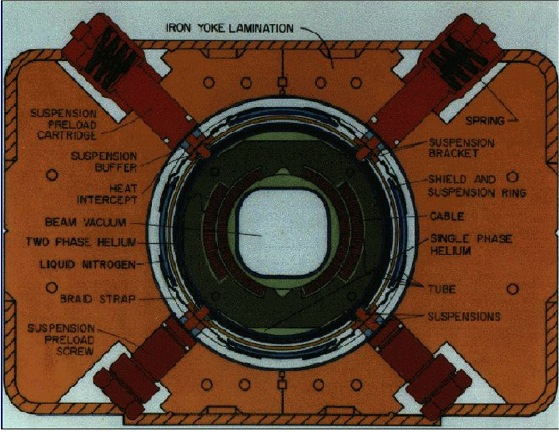 IRON YOKE LAMINATION
SUSPENSION
PRELOAD
CARTRIDGE
SUSPENSION
BUFFER
HEAT
INTERCEPT
BEAM VACUUM
TWO PHASE HELIUM
LIQUID NITROGEN
BRAID STRAP
SUSPENSION
PRELOAD
SCREW
SPRING
SUSPENSION
BRACKET
SHIELD AND
SUSPENSION RING
CABLE
SINGLE PHASE
HELIUM
TUBE
SUSPENSIONS